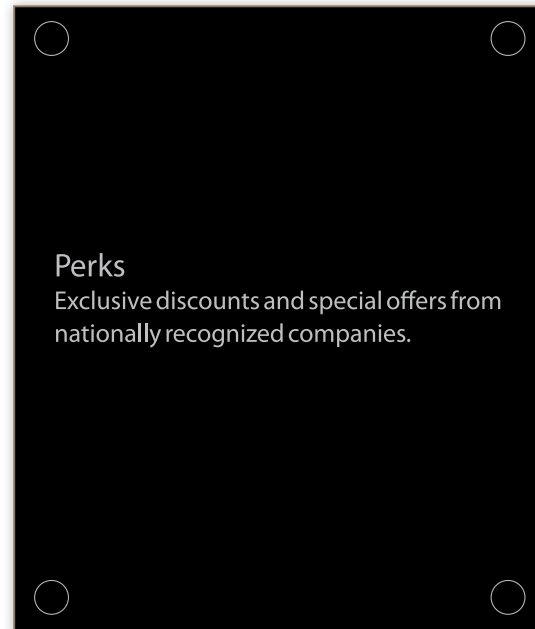 Perks
Exclusive discounts and special offers from
nationally recognized companies.